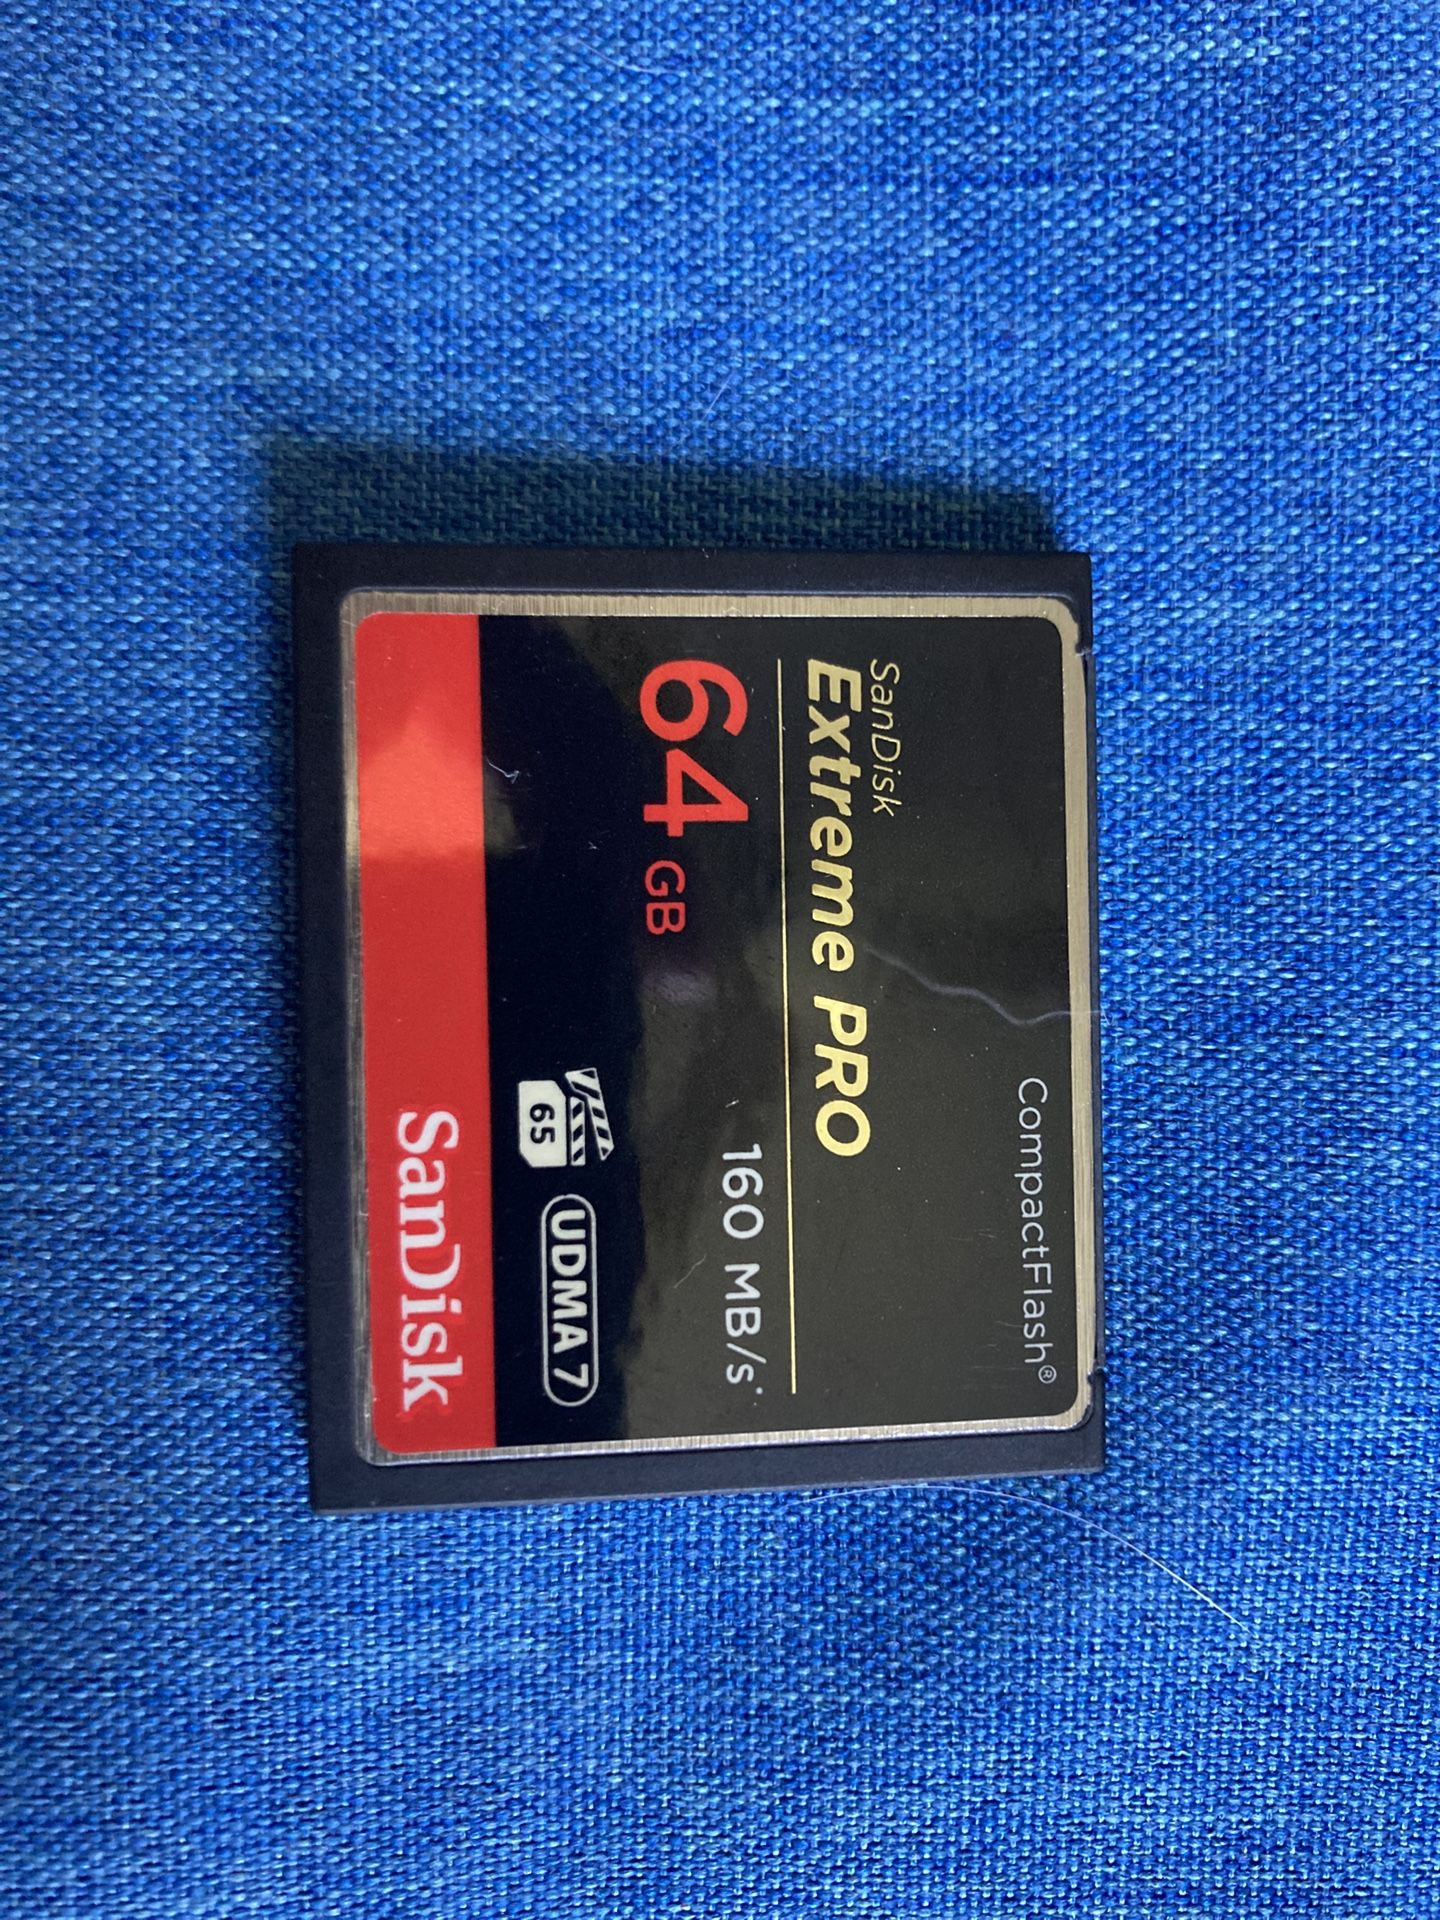 CompactFlash®
SanDisk
Extreme PRO
160 MB/s*
64 GB
65
UDMA 7
SanDisk